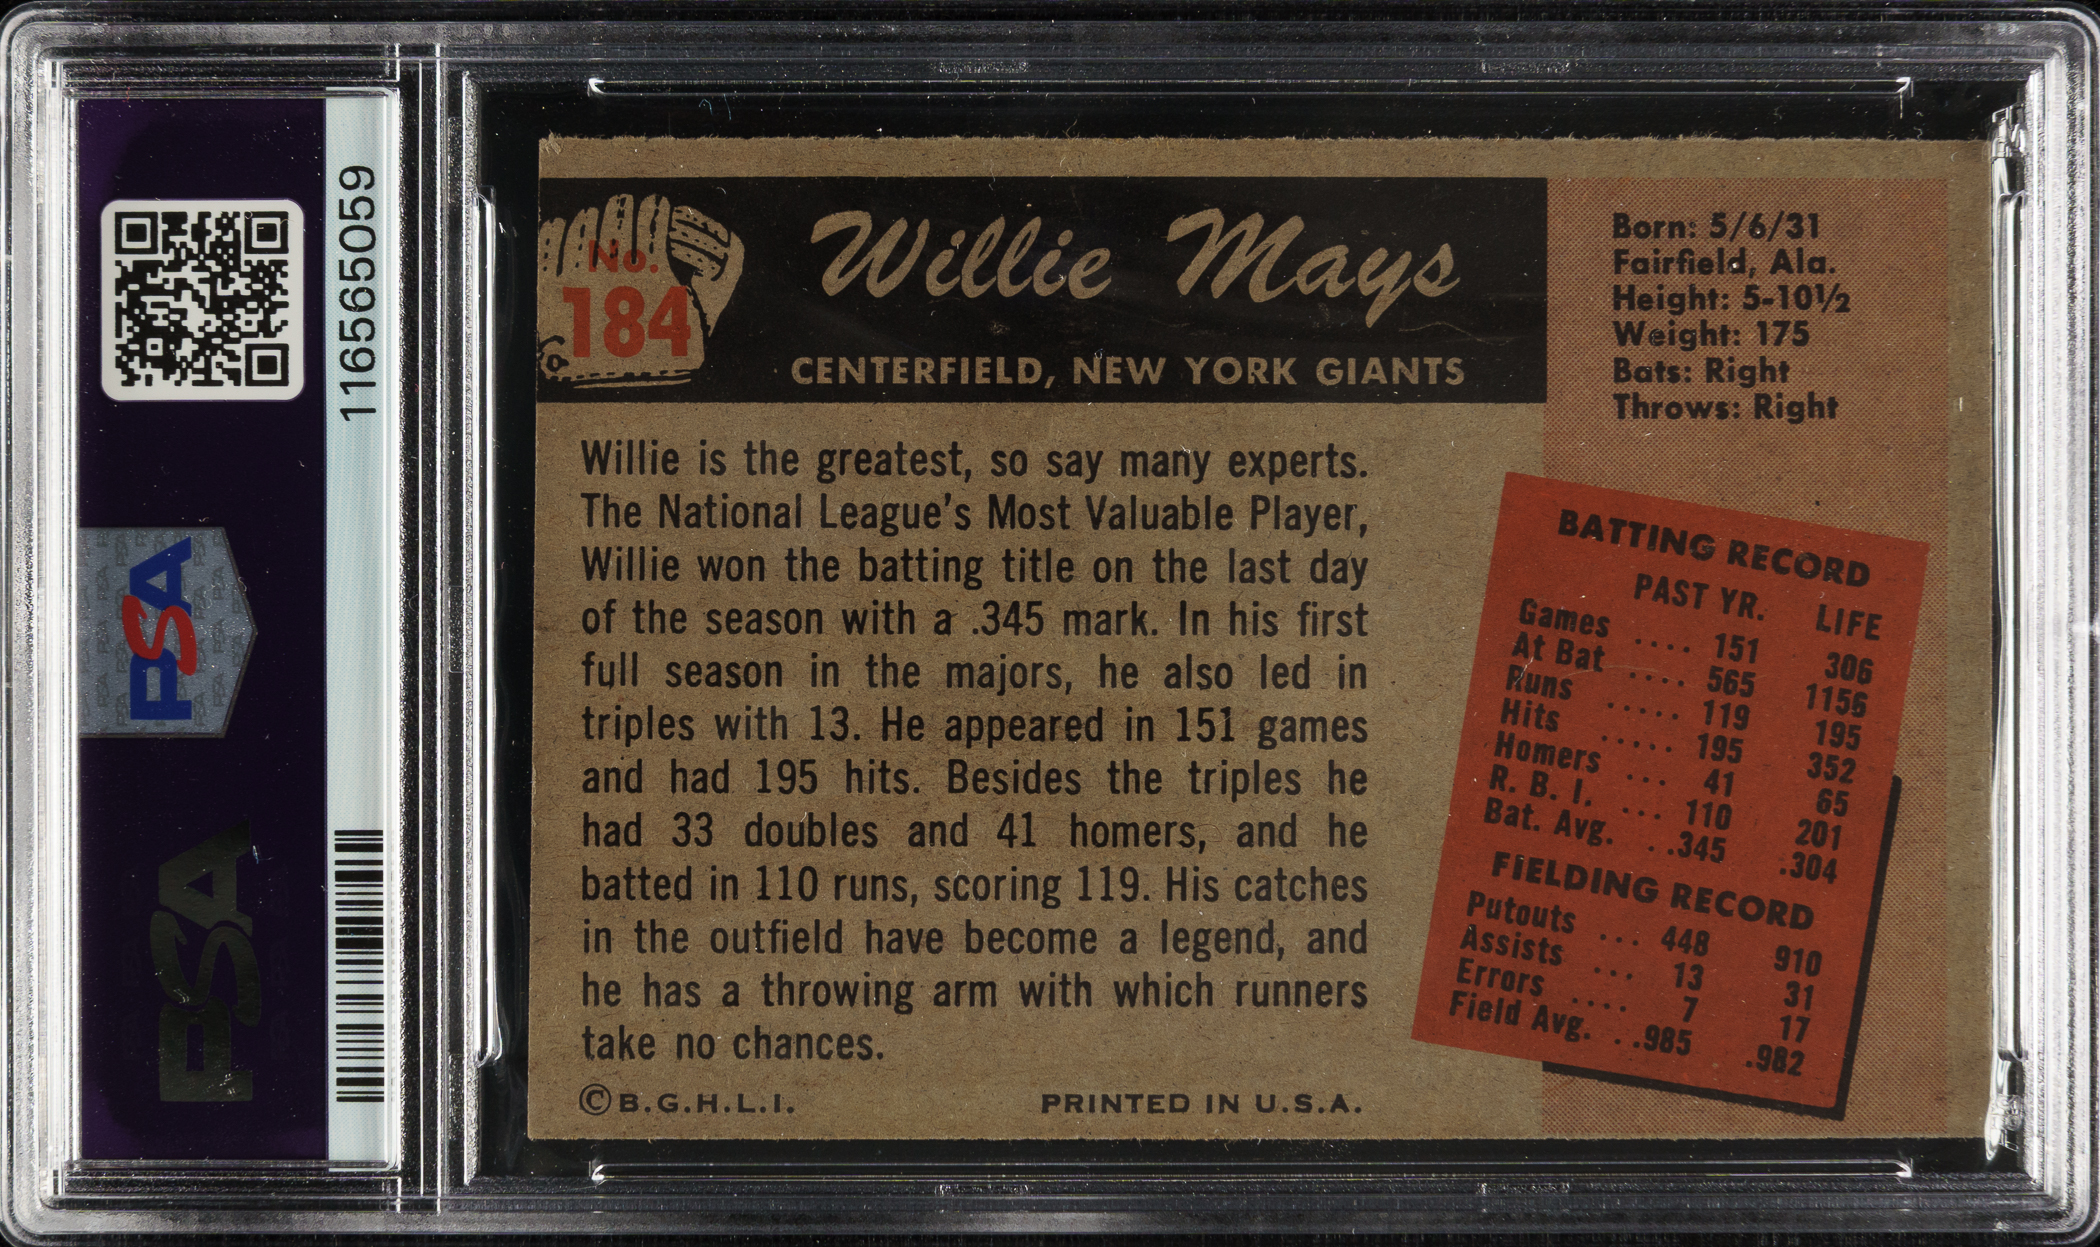 116565059
PSA
PSA
No.
184
Willie Mays
CENTERFIELD, NEW YORK GIANTS
Born: 5/6/31
Fairfield, Ala.
Height: 5-10½
Weight: 175
Bats: Right
Throws: Right
Willie is the greatest, so say many experts.
The National League's Most Valuable Player,
Willie won the batting title on the last day
of the season with a .345 mark. In his first
full season in the majors, he also led in
triples with 13. He appeared in 151 games
and had 195 hits. Besides the triples he
had 33 doubles and 41 homers, and he
batted in 110 runs, scoring 119. His catches
in the outfield have become a legend, and
he has a throwing arm with which runners
take no chances.
©B.G.H.L.I. PRINTED IN U.S.A.
BATTING RECORD
PAST YR. LIFE
Games .... 151 306
At Bat .... 565 1156
Runs ..... 119 195
Hits ..... 195 352
Homers ... 41 65
R. B. I. ... 110 201
Bat. Avg. ..345 .304
FIELDING RECORD
Putouts ... 448 910
Assists ... 13 31
Errors .... 7 17
Field Avg. ..985 .982